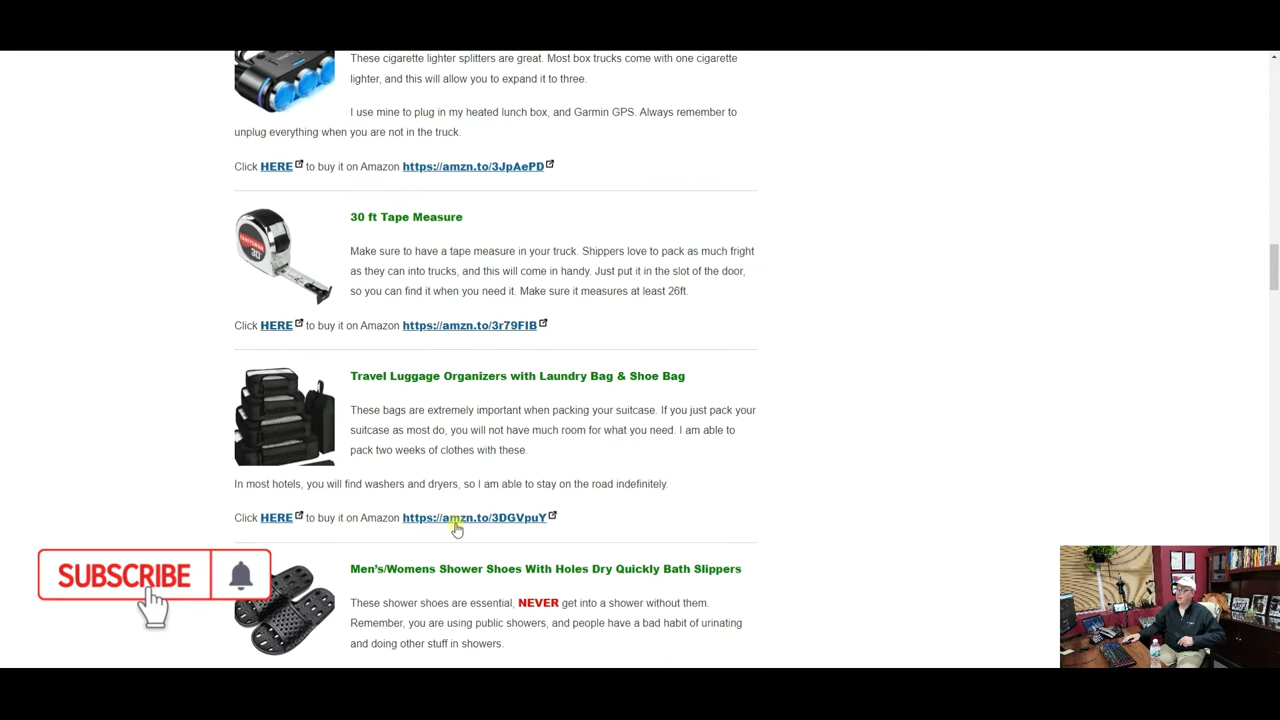 These cigarette lighter splitters are great. Most box trucks come with one cigarette
lighter, and this will allow you to expand it to three.
I use mine to plug in my heated lunch box, and Garmin GPS. Always remember to
unplug everything when you are not in the truck.
Click HERE to buy it on Amazon https://amzn.to/3JpAePD
30 ft Tape Measure
Make sure to have a tape measure in your truck. Shippers love to pack as much fright
as they can into trucks, and this will come in handy. Just put it in the slot of the door,
so you can find it when you need it. Make sure it measures at least 26ft.
CRAFTSMAN
30
Click HERE to buy it on Amazon https://amzn.to/3r79FIB
Travel Luggage Organizers with Laundry Bag & Shoe Bag
These bags are extremely important when packing your suitcase. If you just pack your
suitcase as most do, you will not have much room for what you need. I am able to
pack two weeks of clothes with these.
In most hotels, you will find washers and dryers, so I am able to stay on the road indefinitely.
Click HERE to buy it on Amazon https://amzn.to/3DGVpuY
SUBSCRIBE
Men's/Womens Shower Shoes With Holes Dry Quickly Bath Slippers
These shower shoes are essential, NEVER get into a shower without them.
Remember, you are using public showers, and people have a bad habit of urinating
and doing other stuff in showers.